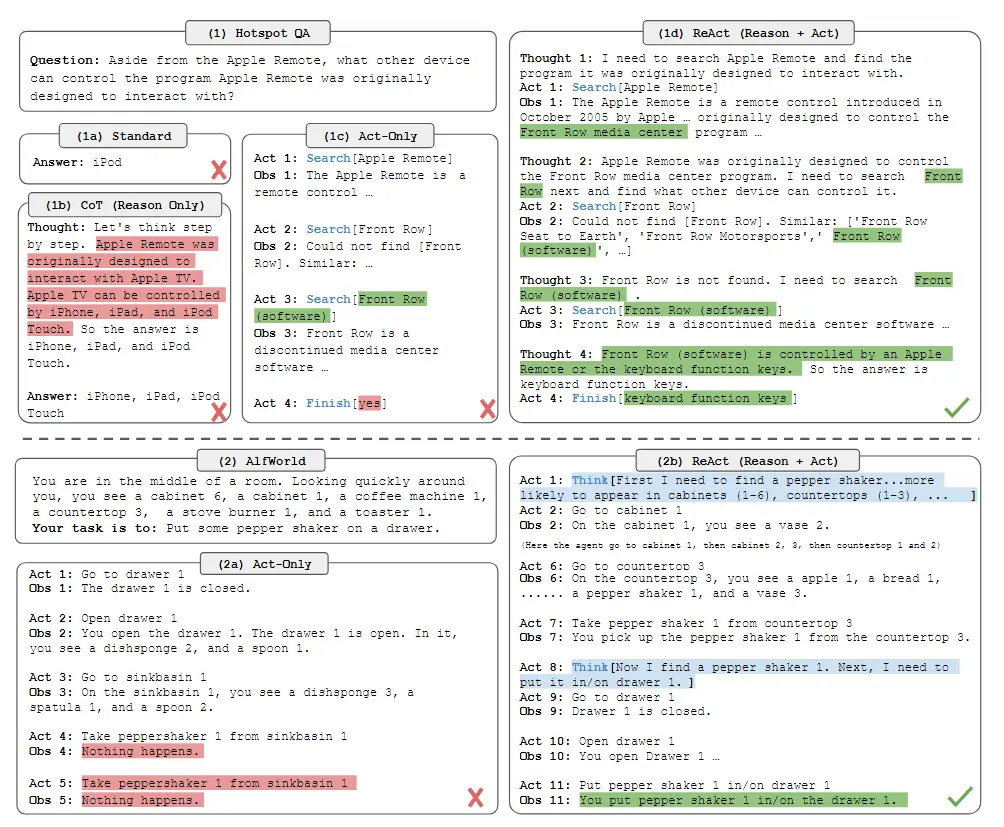 (1) Hotspot QA
Question: Aside from the Apple Remote, what other device
can control the program Apple Remote was originally
designed to interact with?
(1a) Standard
Answer: iPod
(1b) CoT (Reason Only)
Thought: Let's think step
by step. Apple Remote was
originally designed to
interact with Apple TV.
Apple TV can be controlled
by iPhone, iPad, and iPod
Touch. So the answer is
iPhone, iPad, and iPod
Touch.
Answer: iPhone, iPad, iPod
Touch
(1c) Act-Only
Act 1: Search[Apple Remote]
Obs 1: The Apple Remote is a
remote control …
Act 2: Search[Front Row]
Obs 2: Could not find [Front
Row]. Similar: …
Act 3: Search[Front Row
(software)]
Obs 3: Front Row is a
discontinued media center
software …
Act 4: Finish[yes]
(1d) ReAct (Reason + Act)
Thought 1: I need to search Apple Remote and find the
program it was originally designed to interact with.
Act 1: Search[Apple Remote]
Obs 1: The Apple Remote is a remote control introduced in
October 2005 by Apple … originally designed to control the
Front Row media center program …
Thought 2: Apple Remote was originally designed to control
the Front Row media center program. I need to search Front
Row next and find what other device can control it.
Act 2: Search[Front Row]
Obs 2: Could not find [Front Row]. Similar: ['Front Row
Seat to Earth', 'Front Row Motorsports',' Front Row
(software)', …]
Thought 3: Front Row is not found. I need to search Front
Row (software) .
Act 3: Search[Front Row (software) ]
Obs 3: Front Row is a discontinued media center software …
Thought 4: Front Row (software) is controlled by an Apple
Remote or the keyboard function keys. So the answer is
keyboard function keys.
Act 4: Finish[keyboard function keys ]
(2) AlfWorld
You are in the middle of a room. Looking quickly around
you, you see a cabinet 6, a cabinet 1, a coffee machine 1,
a countertop 3, a stove burner 1, and a toaster 1.
Your task is to: Put some pepper shaker on a drawer.
(2a) Act-Only
Act 1: Go to drawer 1
Obs 1: The drawer 1 is closed.
Act 2: Open drawer 1
Obs 2: You open the drawer 1. The drawer 1 is open. In it,
you see a dishsponge 2, and a spoon 1.
Act 3: Go to sinkbasin 1
Obs 3: On the sinkbasin 1, you see a dishsponge 3, a
spatula 1, and a spoon 2.
Act 4: Take peppershaker 1 from sinkbasin 1
Obs 4: Nothing happens.
Act 5: Take peppershaker 1 from sinkbasin 1
Obs 5: Nothing happens.
(2b) ReAct (Reason + Act)
Act 1: Think[First I need to find a pepper shaker...more
likely to appear in cabinets (1-6), countertops (1-3), ... ]
Act 2: Go to cabinet 1
Obs 2: On the cabinet 1, you see a vase 2.
(Here the agent go to cabinet 1, then cabinet 2, 3, then countertop 1 and 2)
Act 6: Go to countertop 3
Obs 6: On the countertop 3, you see a apple 1, a bread 1,
...... a pepper shaker 1, and a vase 3.
Act 7: Take pepper shaker 1 from countertop 3
Obs 7: You pick up the pepper shaker 1 from the countertop 3.
Act 8: Think[Now I find a pepper shaker 1. Next, I need to
put it in/on drawer 1. ]
Act 9: Go to drawer 1
Obs 9: Drawer 1 is closed.
Act 10: Open drawer 1
Obs 10: You open Drawer 1 …
Act 11: Put pepper shaker 1 in/on drawer 1
Obs 11: You put pepper shaker 1 in/on the drawer 1.